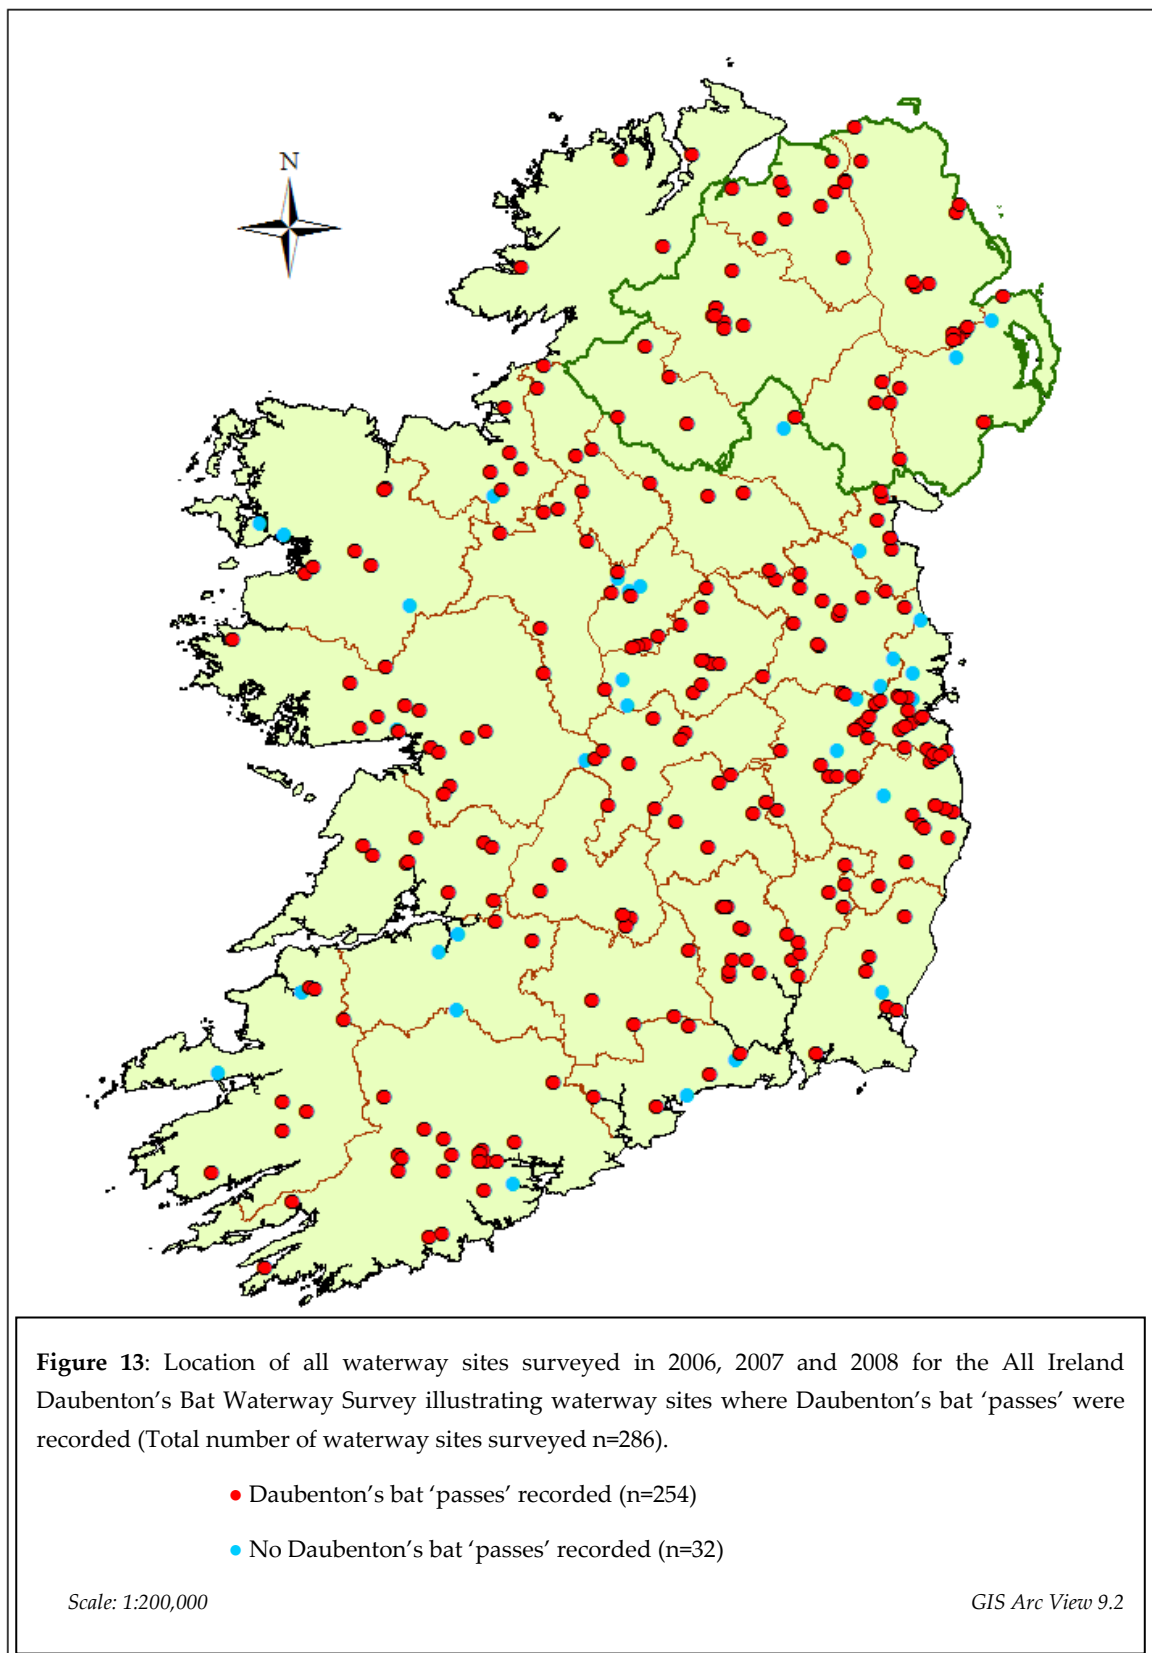 N
Figure 13: Location of all waterway sites surveyed in 2006, 2007 and 2008 for the All Ireland
Daubenton’s Bat Waterway Survey illustrating waterway sites where Daubenton’s bat ‘passes’ were
recorded (Total number of waterway sites surveyed n=286).
● Daubenton’s bat ‘passes’ recorded (n=254)
● No Daubenton’s bat ‘passes’ recorded (n=32)
Scale: 1:200,000 GIS Arc View 9.2